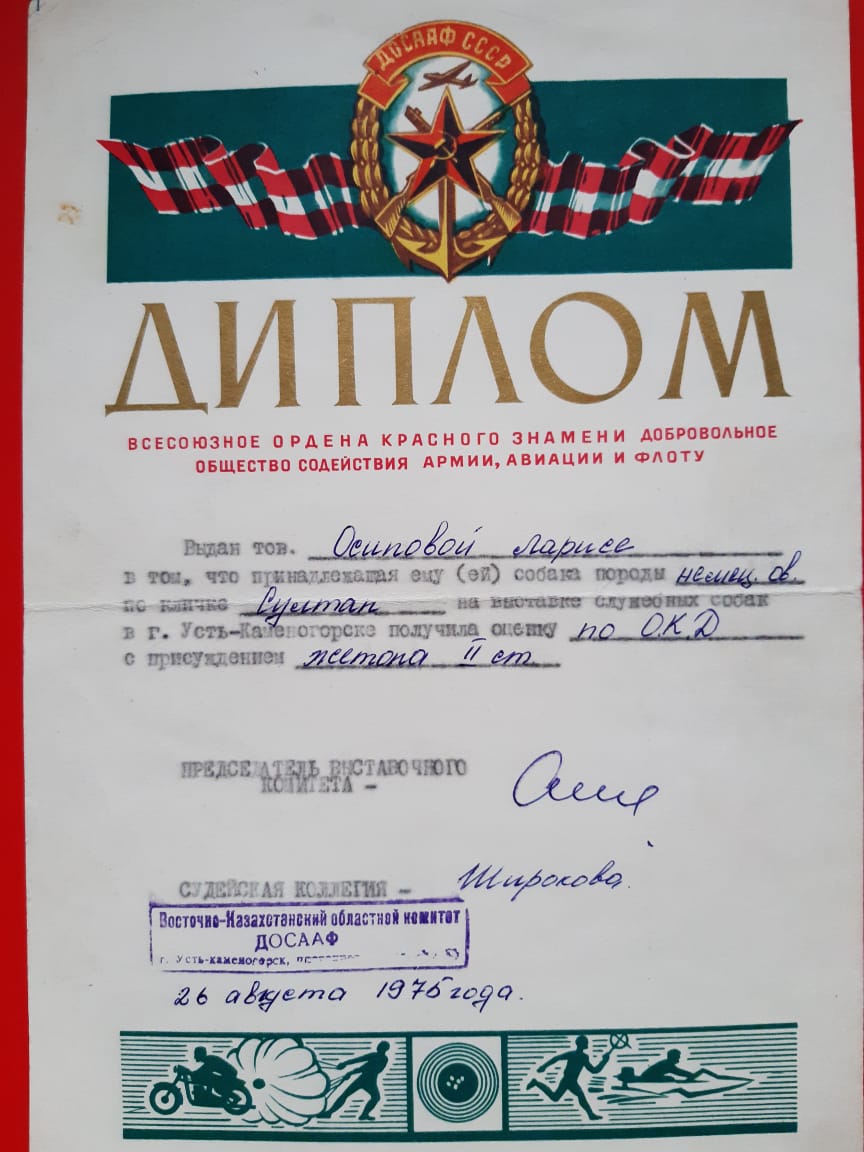 ДОСААФ СССР
ДИПЛОМ
ВСЕСОЮЗНОЕ ОРДЕНА КРАСНОГО ЗНАМЕНИ ДОБРОВОЛЬНОЕ
ОБЩЕСТВО СОДЕЙСТВИЯ АРМИИ, АВИАЦИИ И ФЛОТУ
Выдан тов. Осиповой Ларисе
в том, что принадлежащая ему (ей) собака породы немец. ов.
по кличке Султан на выставке служебных собак
в г. Усть-Каменогорске получила оценку по О.К.Д
с присуждением жетона II ст.
ПРЕДСЕДАТЕЛЬ ВЫСТАВОЧНОГО
КОМИТЕТА –
СУДЕЙСКАЯ КОЛЛЕГИЯ – Широкова.
Восточно-Казахстанский областной комитет
ДОСААФ
г. Усть-каменогорск,
26 августа 1975 года.